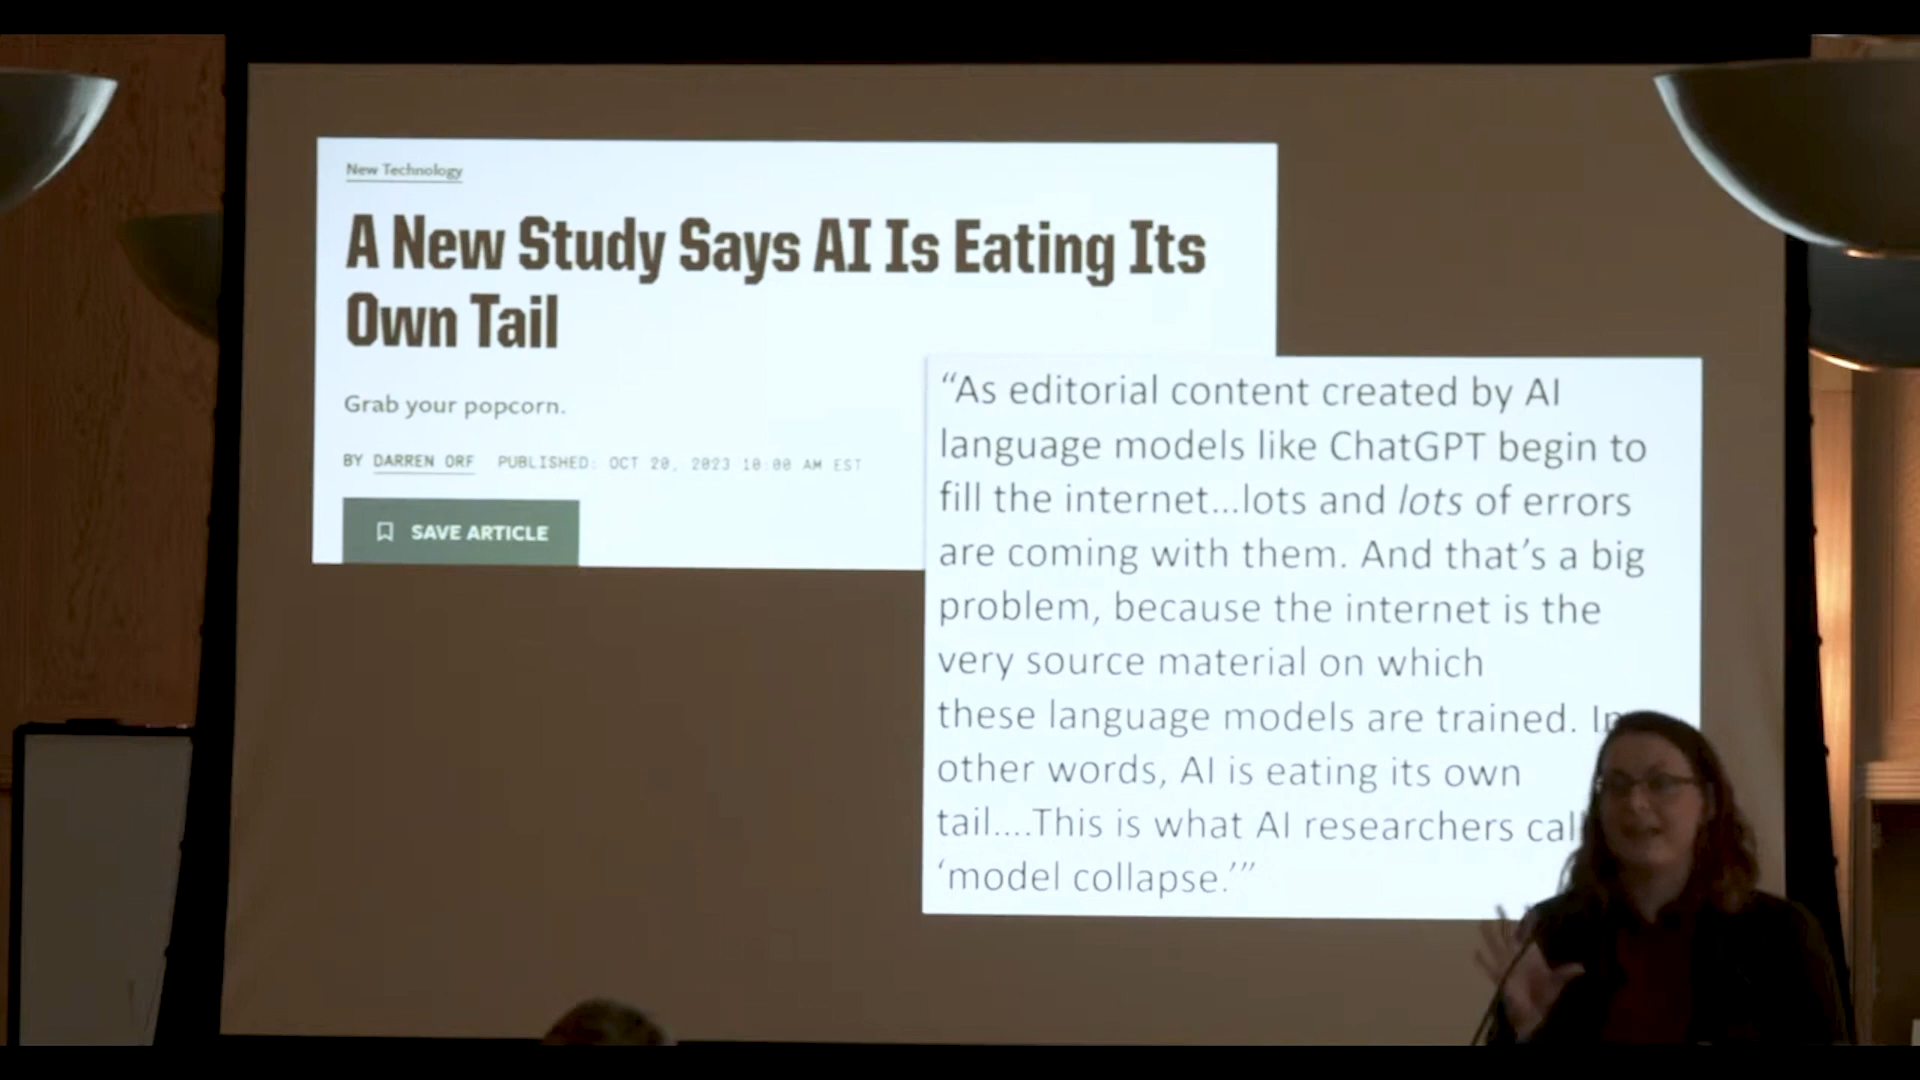 New Technology
A New Study Says AI Is Eating Its
Own Tail
Grab your popcorn.
BY DARREN ORF PUBLISHED: OCT 20, 2023 10:00 AM EST
SAVE ARTICLE
“As editorial content created by AI
language models like ChatGPT begin to
fill the internet...lots and lots of errors
are coming with them. And that’s a big
problem, because the internet is the
very source material on which
these language models are trained. In
other words, AI is eating its own
tail....This is what AI researchers call
‘model collapse.’”